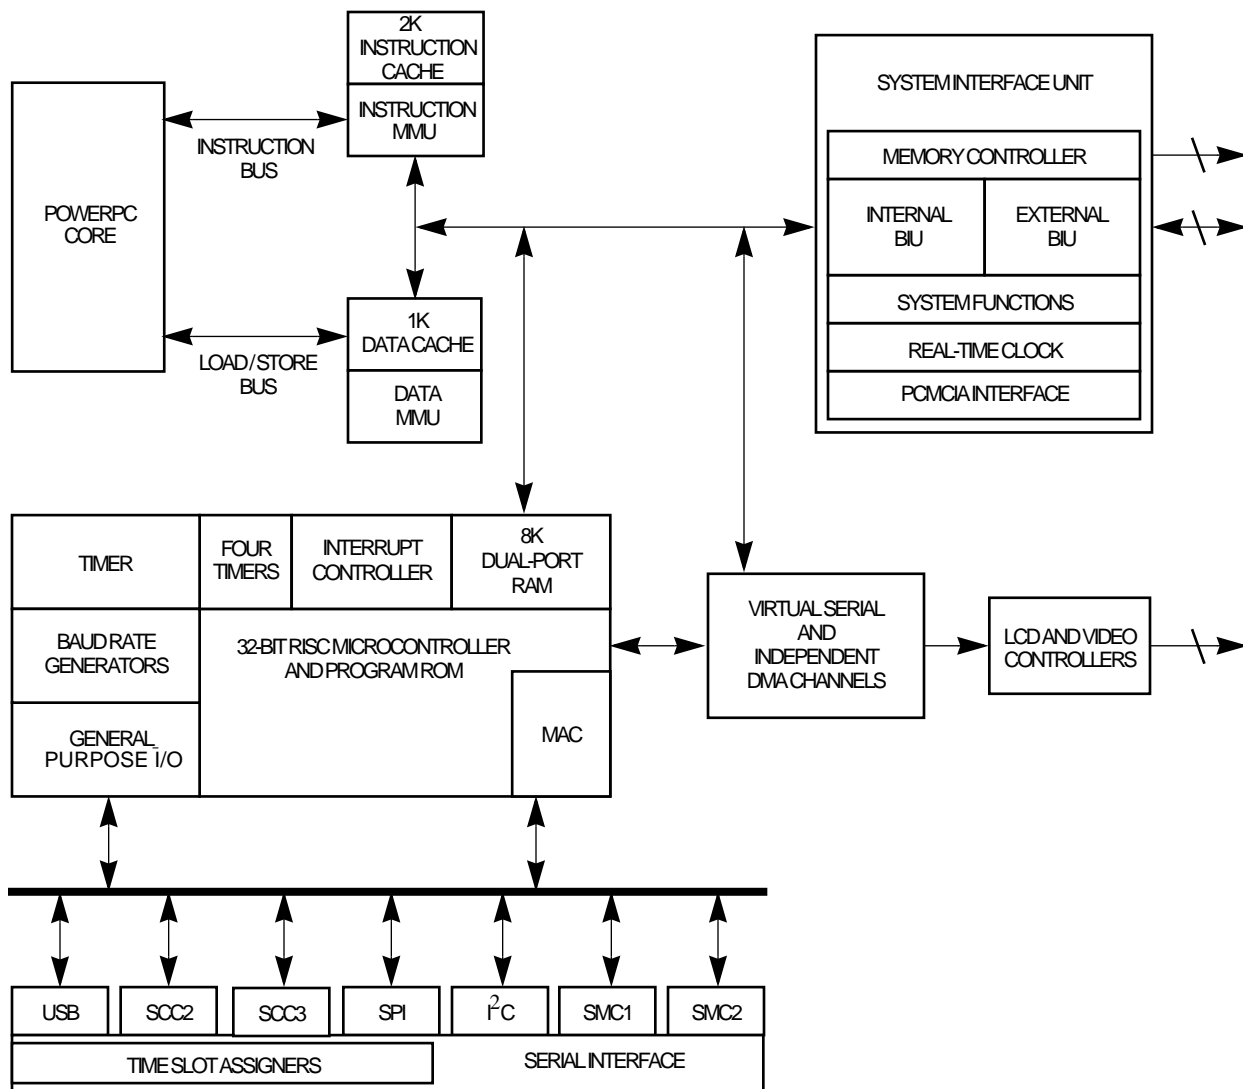 2K
INSTRUCTION
CACHE
INSTRUCTION
MMU
INSTRUCTION
BUS
POWERPC
CORE
1K
DATA CACHE
LOAD/STORE
BUS
DATA
MMU
SYSTEM INTERFACE UNIT
MEMORY CONTROLLER
INTERNAL
BIU
EXTERNAL
BIU
SYSTEM FUNCTIONS
REAL-TIME CLOCK
PCMCIA INTERFACE
TIMER
FOUR
TIMERS
INTERRUPT
CONTROLLER
8K
DUAL-PORT
RAM
BAUD RATE
GENERATORS
32-BIT RISC MICROCONTROLLER
AND PROGRAM ROM
GENERAL
PURPOSE I/O
MAC
VIRTUAL SERIAL
AND
INDEPENDENT
DMA CHANNELS
LCD AND VIDEO
CONTROLLERS
USB
SCC2
SCC3
SPI
I²C
SMC1
SMC2
TIME SLOT ASSIGNERS
SERIAL INTERFACE